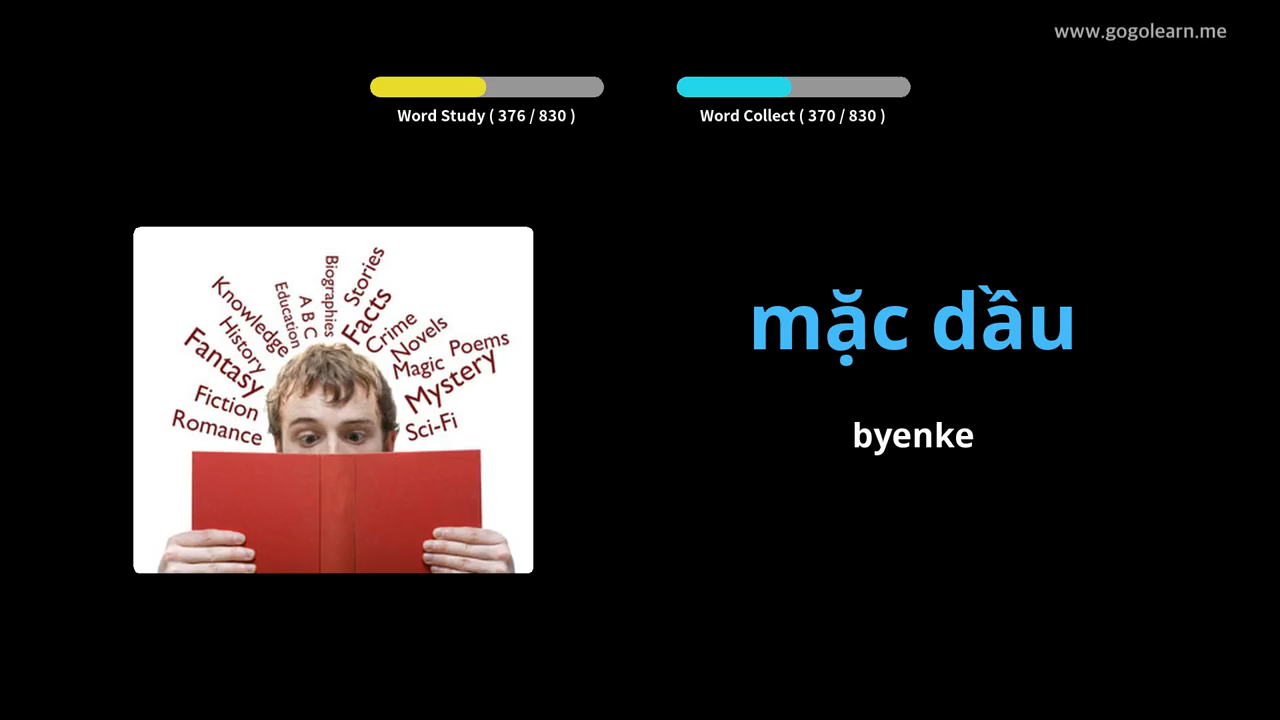 www.gogolearn.me
Word Study ( 376 / 830 )
Word Collect ( 370 / 830 )
Knowledge
Education
A B C
Biographies
Stories
Facts
History
Crime
Novels
Fantasy
Magic
Poems
Mystery
Fiction
Romance
Sci-Fi
mặc dầu
byenke